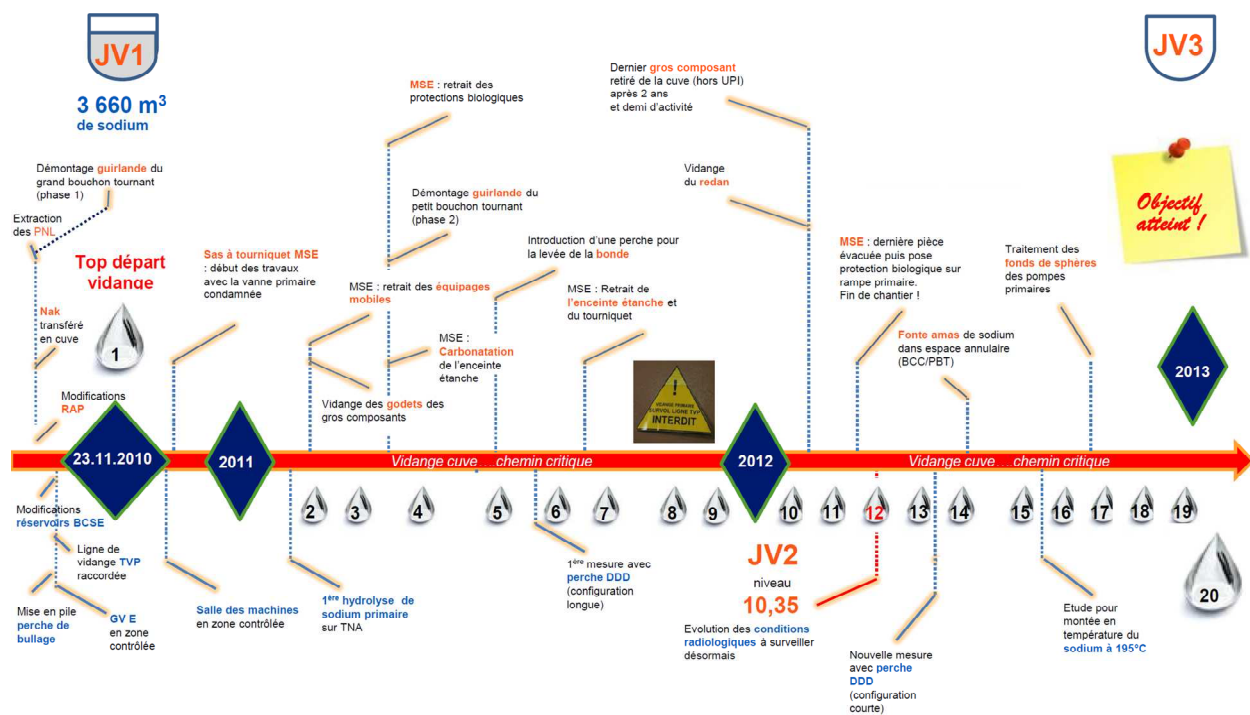 JV1
3 660 m³
de sodium
Démontage guirlande du
grand bouchon tournant
(phase 1)
Extraction
des PNL
Top départ
vidange
Nak
transféré
en cuve
1
Modifications
RAP
Sas à tourniquet MSE
: début des travaux
avec la vanne primaire
condamnée
MSE : retrait des
protections biologiques
Démontage guirlande du
petit bouchon tournant
(phase 2)
MSE : retrait des équipages
mobiles
MSE :
Carbonatation
de l'enceinte
étanche
Vidange des godets des
gros composants
Introduction d'une perche pour
la levée de la bonde
MSE : Retrait de
l'enceinte étanche et
du tourniquet
Dernier gros composant
retiré de la cuve (hors UPI)
après 2 ans
et demi d'activité
Vidange
du redan
!
VIDANGE PRIMAIRE
SURVOL LIGNE TVP
INTERDIT
MSE : dernière pièce
évacuée puis pose
protection biologique sur
rampe primaire.
Fin de chantier !
Fonte amas de sodium
dans espace annulaire
(BCC/PBT)
Traitement des
fonds de sphères
des pompes
primaires
JV3
Objectif
atteint !
2013
23.11.2010
2011
Vidange cuve....chemin critique
2012
Vidange cuve....chemin critique
2
3
4
5
6
7
8
9
10
11
12
13
14
15
16
17
18
19
20
Modifications
réservoirs BCSE
Ligne de
vidange TVP
raccordée
Mise en pile
perche de
bullage
GV E
en zone
contrôlée
Salle des machines
en zone contrôlée
1ère hydrolyse de
sodium primaire
sur TNA
1ère mesure avec
perche DDD
(configuration
longue)
JV2
niveau
10,35
Evolution des conditions
radiologiques à surveiller
désormais
Nouvelle mesure
avec perche
DDD
(configuration
courte)
Etude pour
montée en
température du
sodium à 195°C